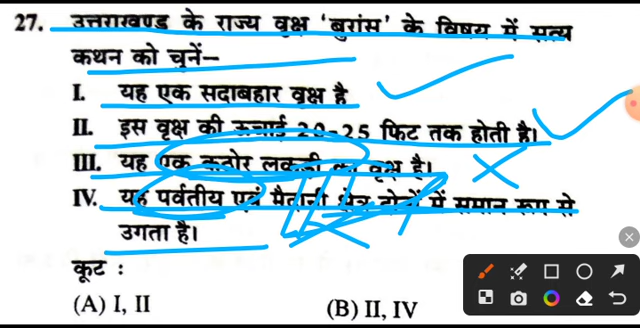 27. उत्तराखण्ड के राज्य वृक्ष 'बुरांस' के विषय में सत्य
कथन को चुनें–
I. यह एक सदाबहार वृक्ष है
II. इस वृक्ष की ऊचाई 20-25 फिट तक होती है।
III. यह एक कठोर लकड़ी का वृक्ष है।
IV. यह पर्वतीय एवं मैदानी क्षेत्र दोनों में समान रूप से
उगता है।
कूट :
(A) I, II
(B) II, IV